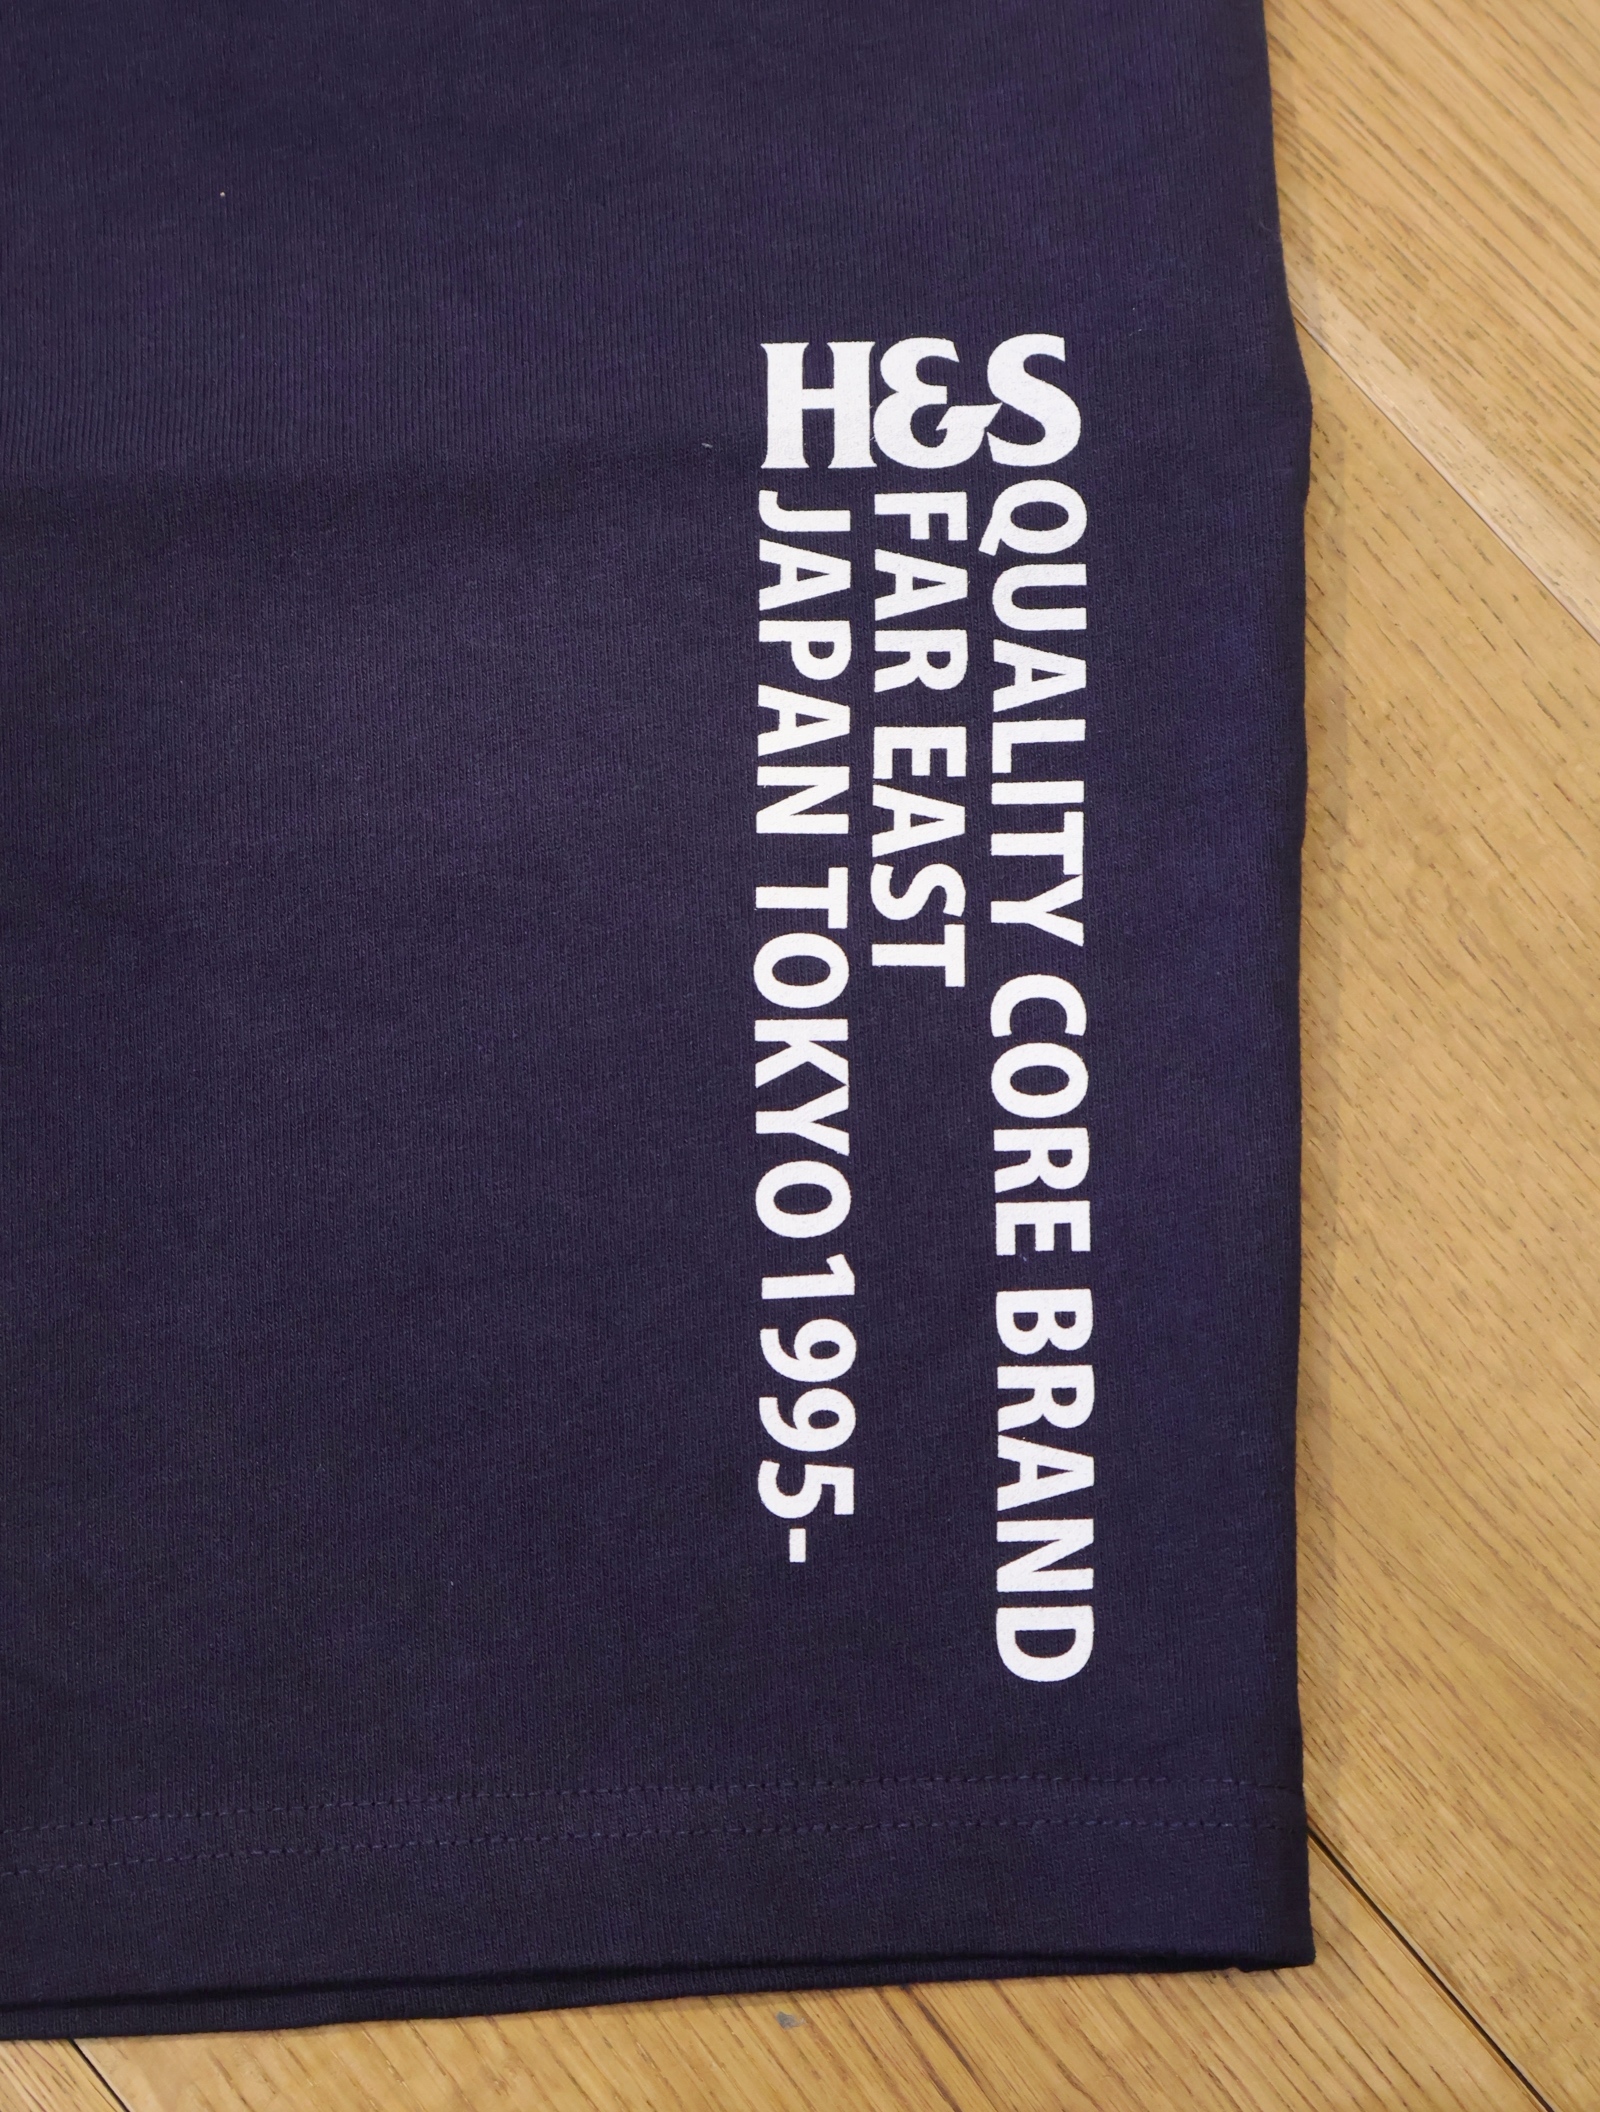 H&S
QUALITY CORE BRAND
FAR EAST
JAPAN TOKYO 1995-